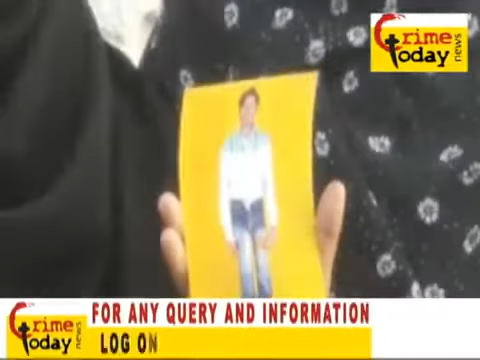 Crime
Today news
FOR ANY QUERY AND INFORMATION
Crime
Today news
LOG ON